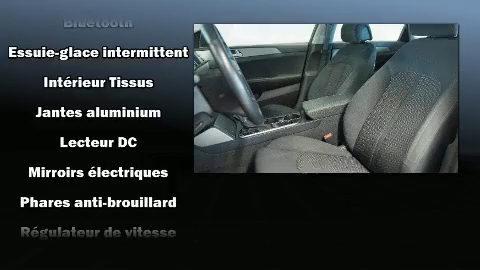 Bluetooth
Essuie-glace intermittent
Intérieur Tissus
Jantes aluminium
Lecteur DC
Mirroirs électriques
Phares anti-brouillard
Régulateur de vitesse